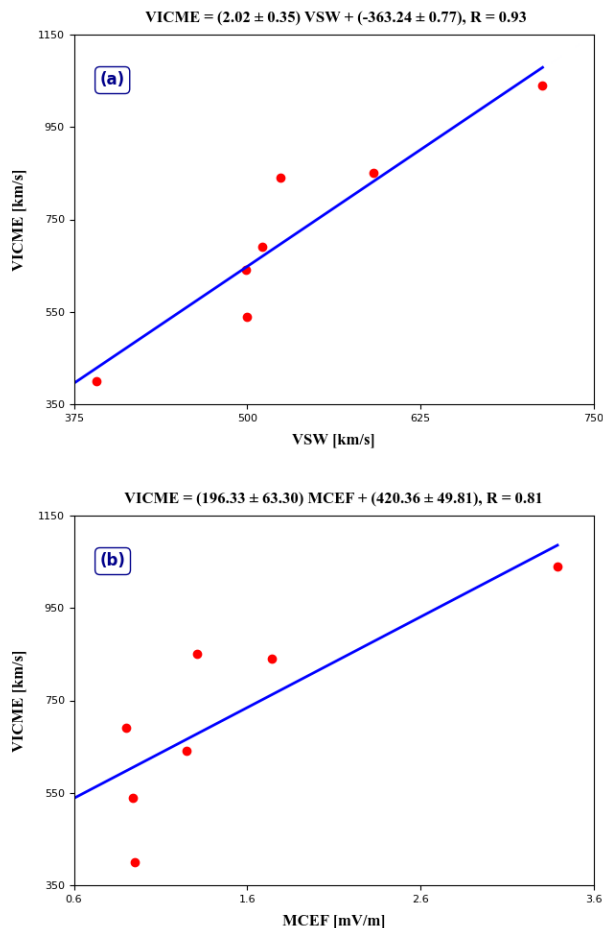 VICME = (2.02 ± 0.35) VSW + (-363.24 ± 0.77), R = 0.93
1150
950
750
550
350
VICME [km/s]
(a)
375 500 625 750
VSW [km/s]
VICME = (196.33 ± 63.30) MCEF + (420.36 ± 49.81), R = 0.81
1150
950
750
550
350
VICME [km/s]
(b)
0.6 1.6 2.6 3.6
MCEF [mV/m]